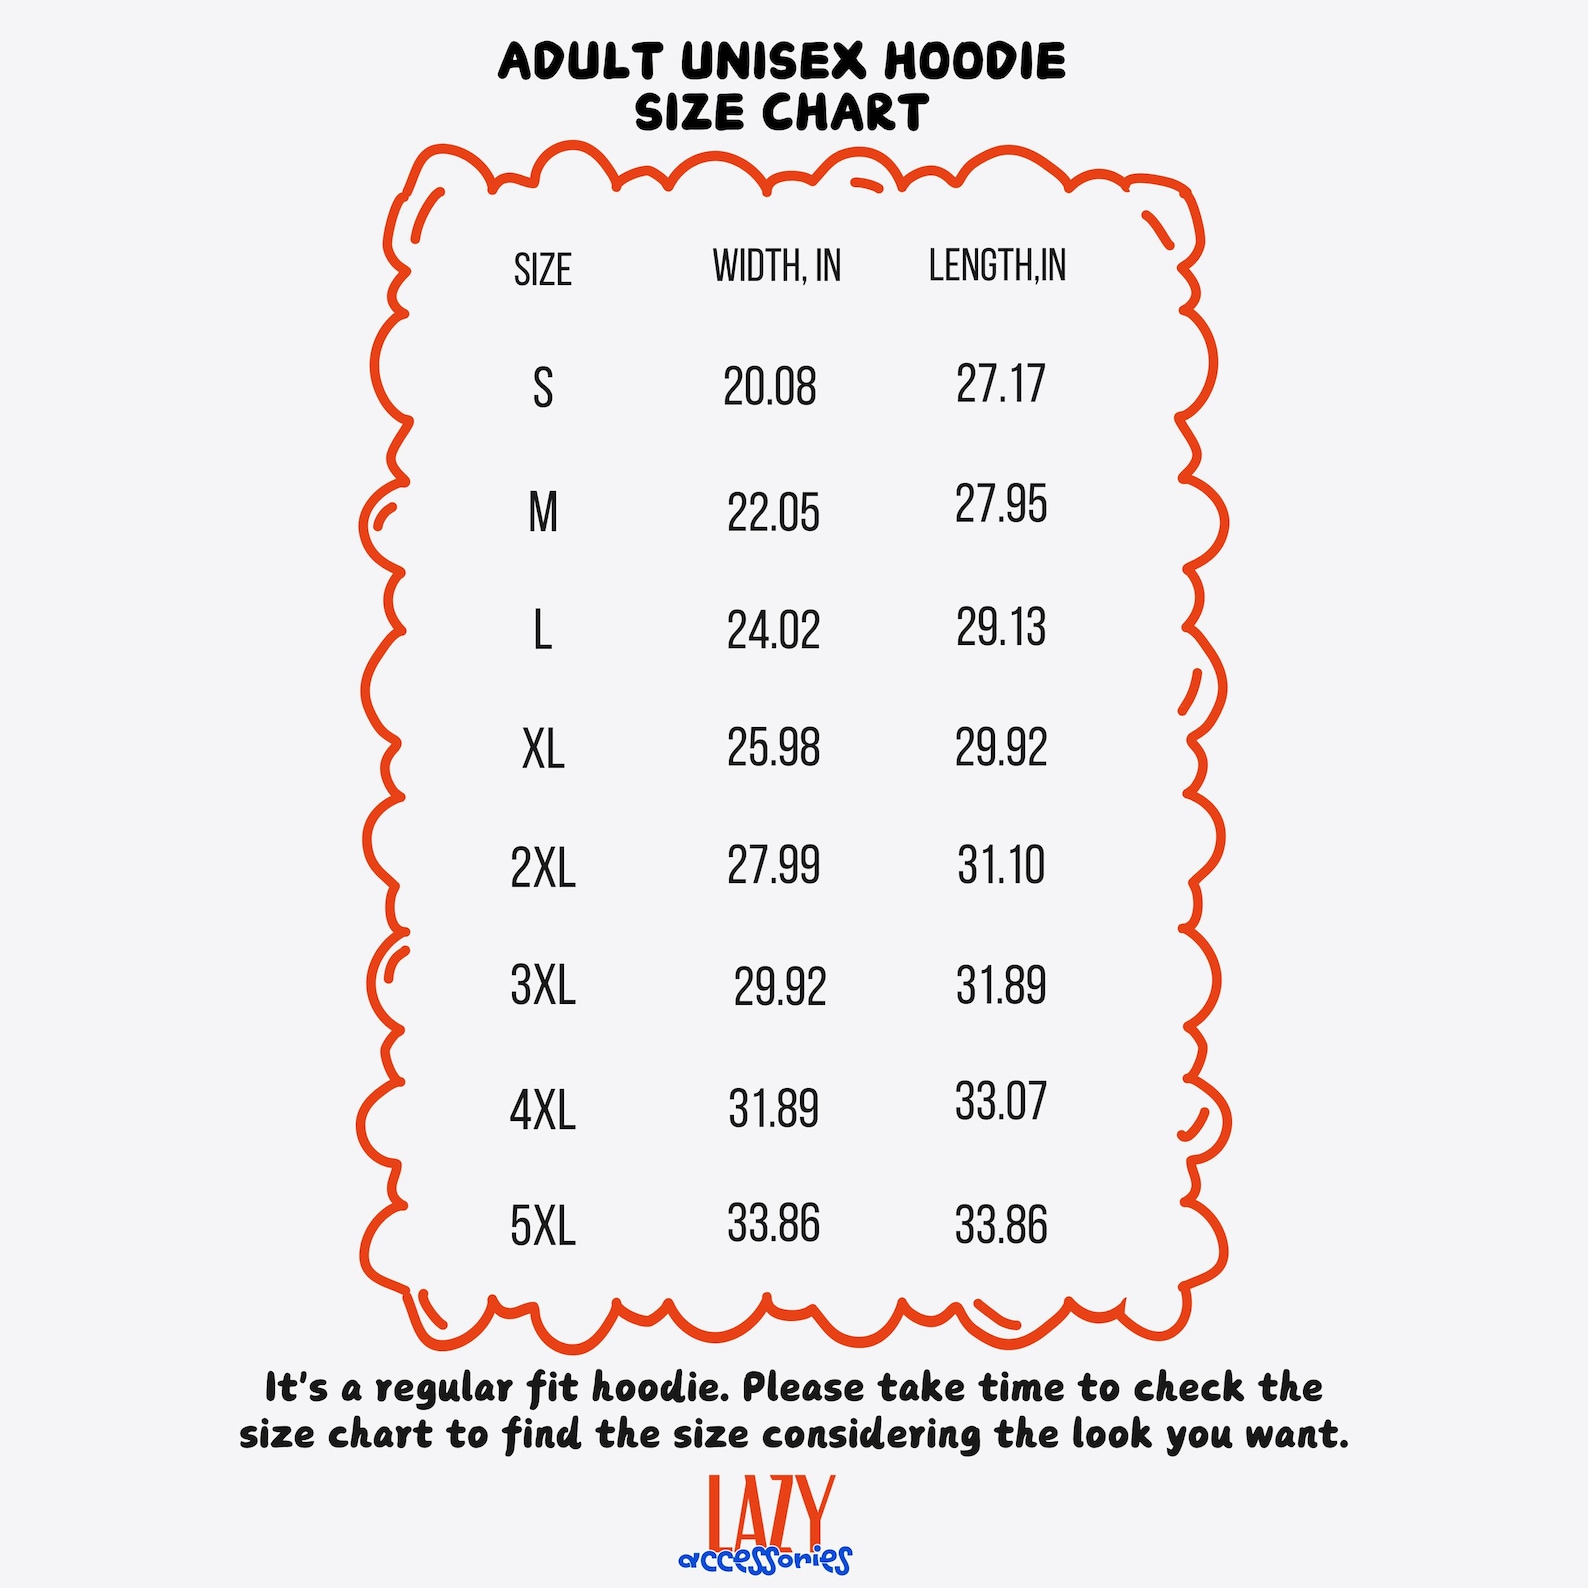 ADULT UNISEX HOODIE
SIZE CHART
SIZE WIDTH, IN LENGTH,IN
S 20.08 27.17
M 22.05 27.95
L 24.02 29.13
XL 25.98 29.92
2XL 27.99 31.10
3XL 29.92 31.89
4XL 31.89 33.07
5XL 33.86 33.86
It's a regular fit hoodie. Please take time to check the
size chart to find the size considering the look you want.
LAZY
accessories